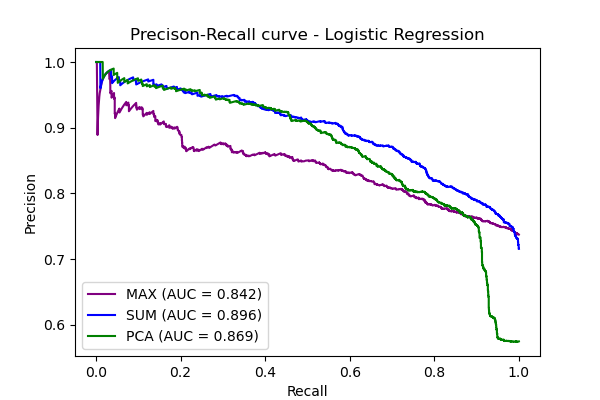 Precison-Recall curve - Logistic Regression
1.0
0.9
0.8
0.7
0.6
Precision
MAX (AUC = 0.842)
SUM (AUC = 0.896)
PCA (AUC = 0.869)
0.0 0.2 0.4 0.6 0.8 1.0
Recall